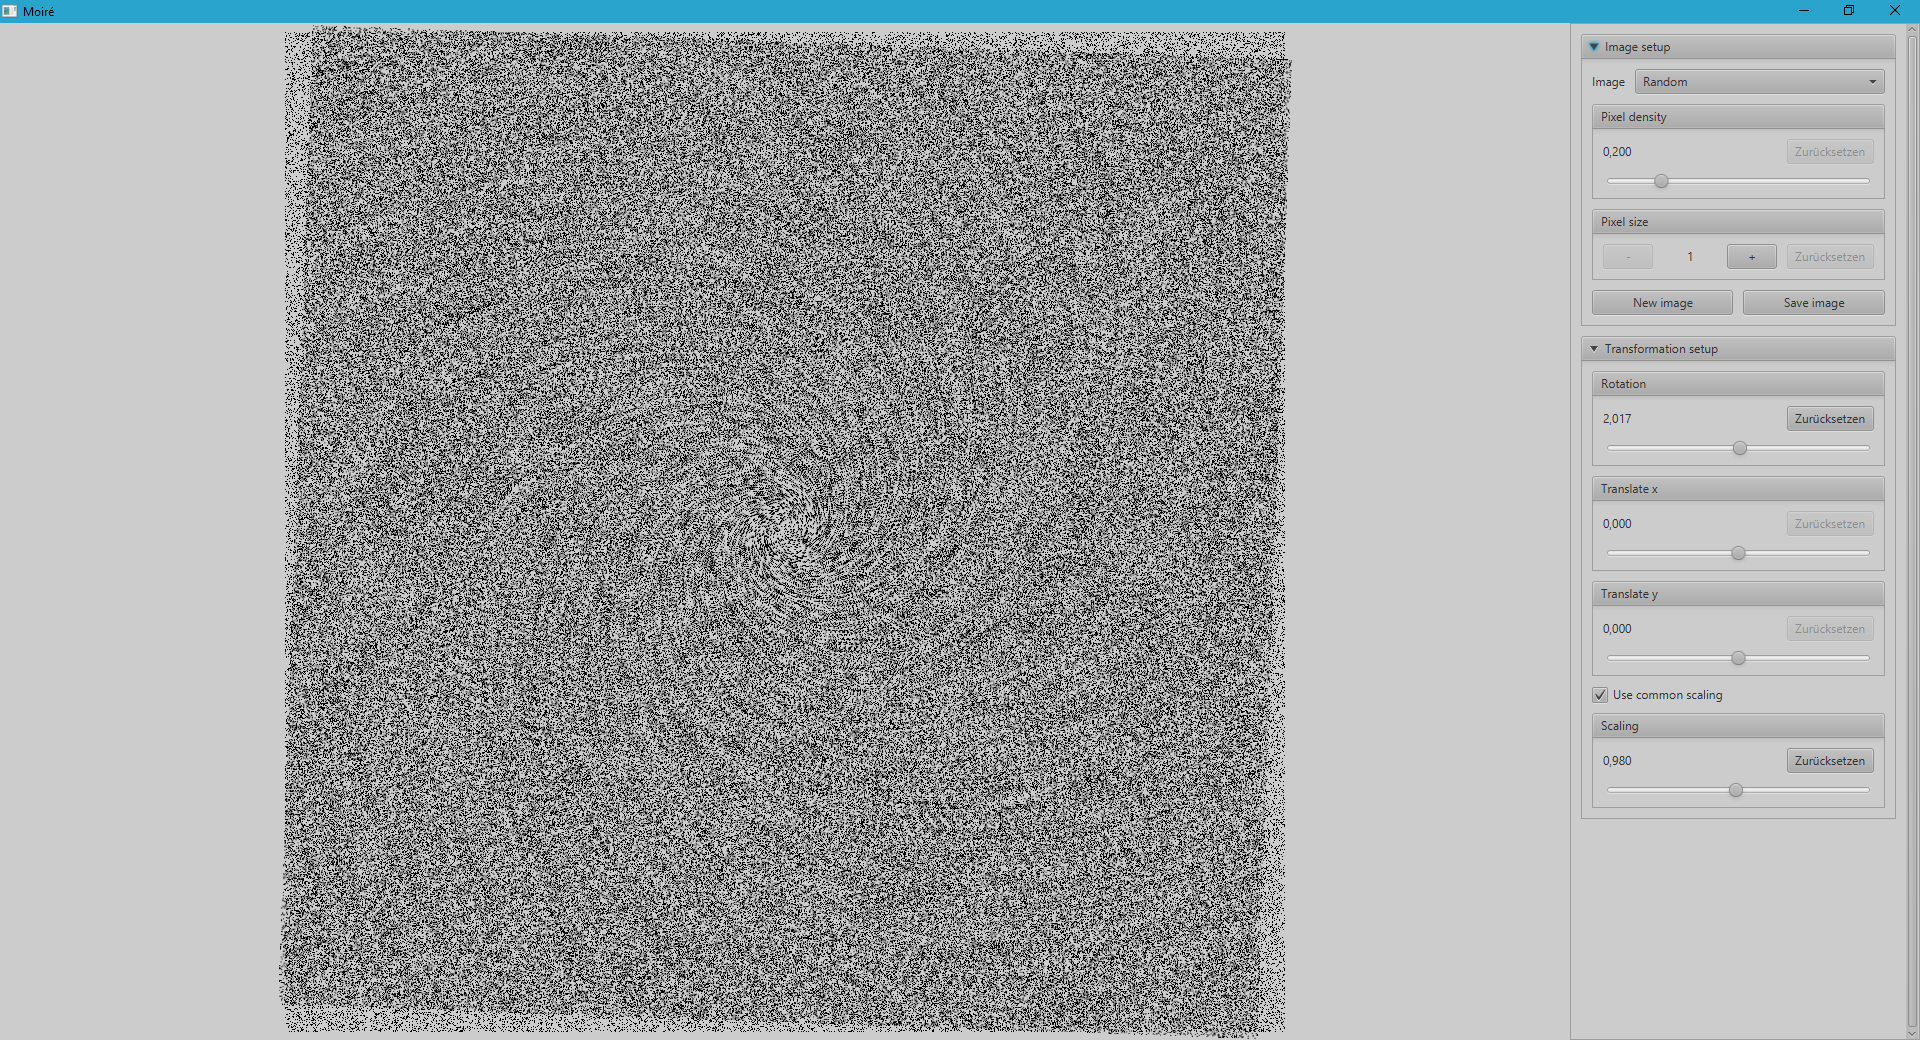 Moiré
Image setup
Image Random
Pixel density
0,200 Zurücksetzen
Pixel size
- 1 + Zurücksetzen
New image Save image
Transformation setup
Rotation
2,017 Zurücksetzen
Translate x
0,000 Zurücksetzen
Translate y
0,000 Zurücksetzen
Use common scaling
Scaling
0,980 Zurücksetzen